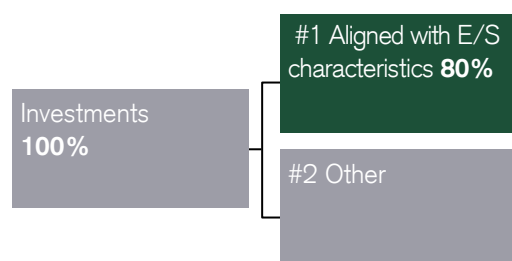 #1 Aligned with E/S
characteristics 80%
Investments
100%
#2 Other